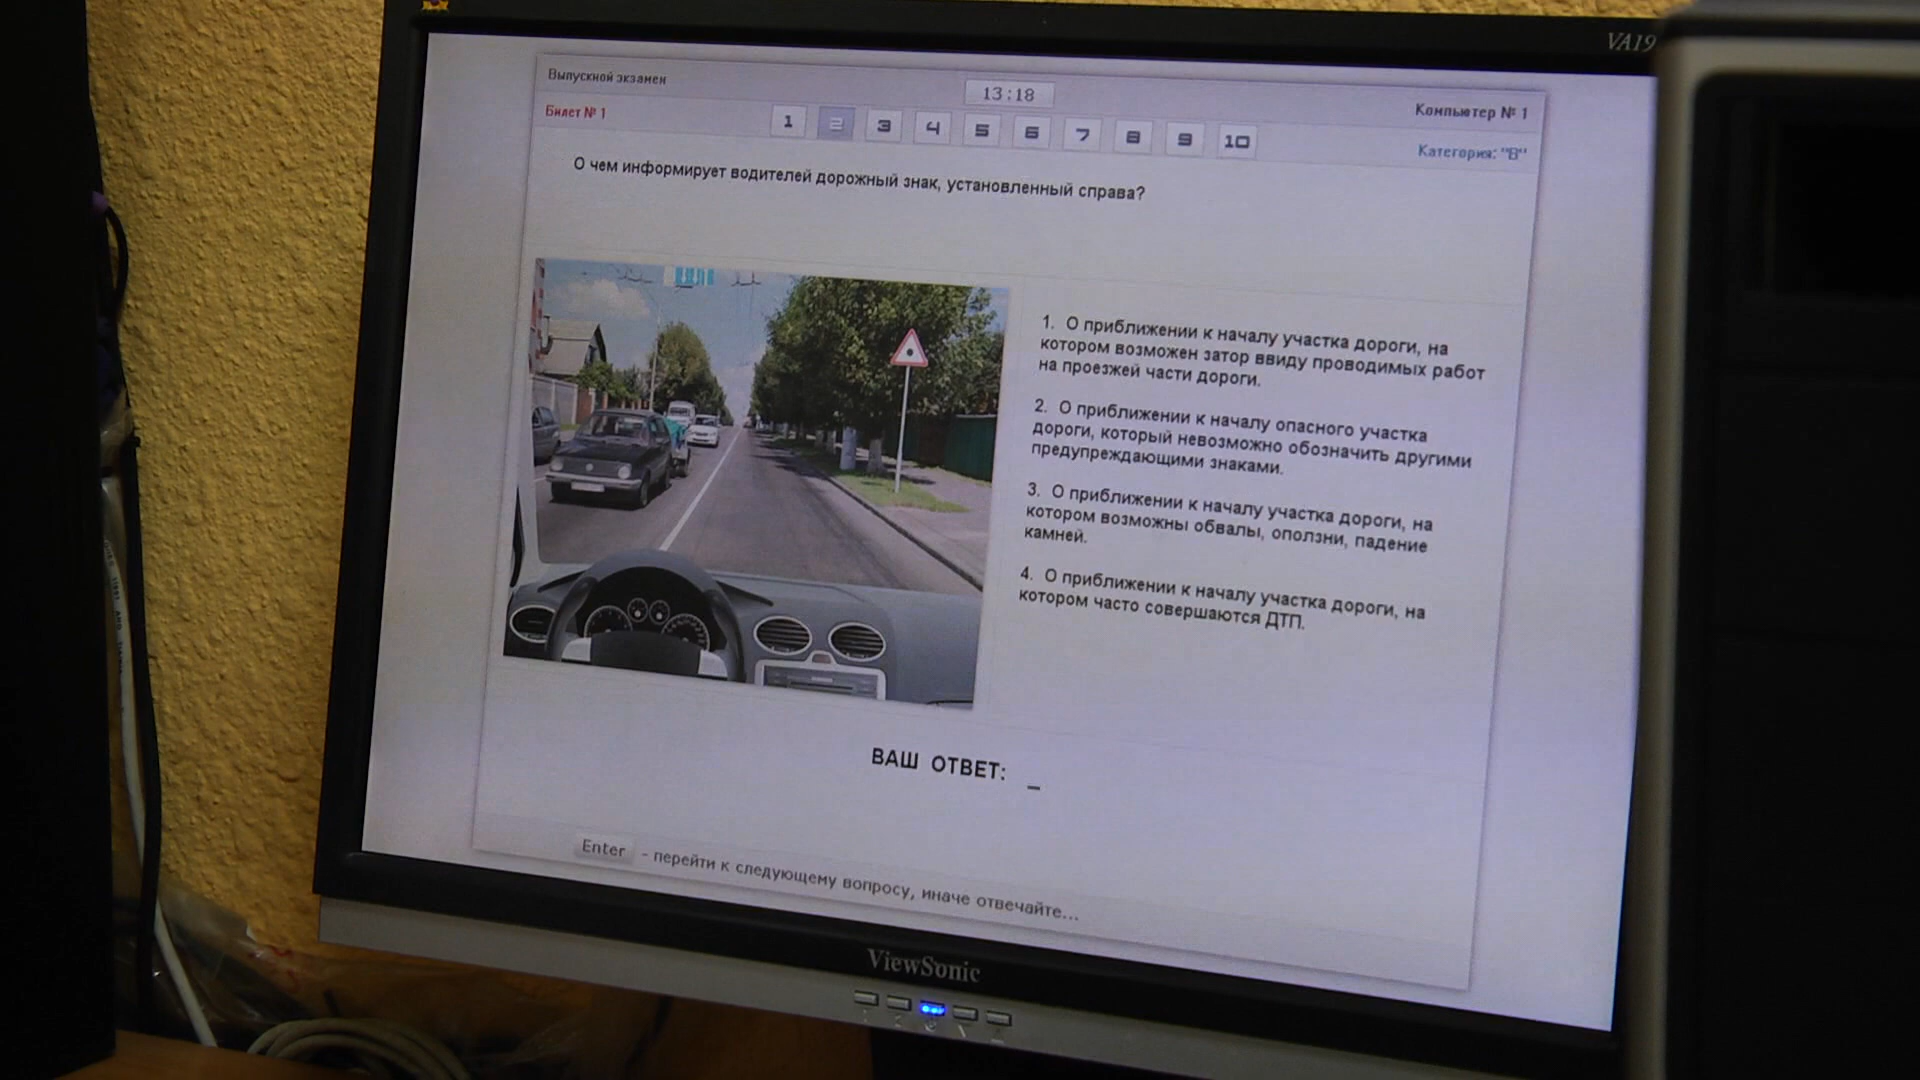 VA19
Выпускной экзамен
13:18
Компьютер № 1
Билет № 1
1 2 3 4 5 6 7 8 9 10
Категория: "B"
О чем информирует водителей дорожный знак, установленный справа?
1. О приближении к началу участка дороги, на
котором возможен затор ввиду проводимых работ
на проезжей части дороги.
2. О приближении к началу опасного участка
дороги, который невозможно обозначить другими
предупреждающими знаками.
3. О приближении к началу участка дороги, на
котором возможны обвалы, оползни, падение
камней.
4. О приближении к началу участка дороги, на
котором часто совершаются ДТП.
ВАШ ОТВЕТ: _
Enter - перейти к следующему вопросу, иначе отвечайте...
ViewSonic